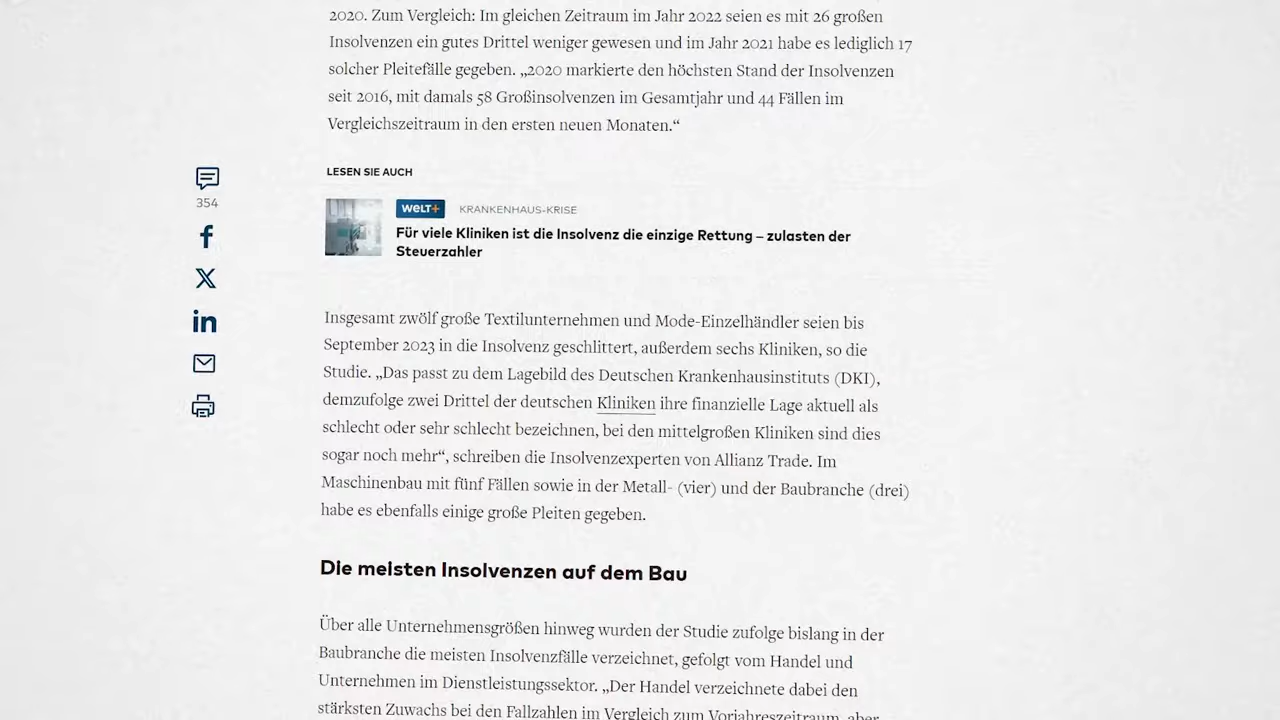 2020. Zum Vergleich: Im gleichen Zeitraum im Jahr 2022 seien es mit 26 großen
Insolvenzen ein gutes Drittel weniger gewesen und im Jahr 2021 habe es lediglich 17
solcher Pleitefälle gegeben. „2020 markierte den höchsten Stand der Insolvenzen
seit 2016, mit damals 58 Großinsolvenzen im Gesamtjahr und 44 Fällen im
Vergleichszeitraum in den ersten neuen Monaten.“
354
LESEN SIE AUCH
WELT+ KRANKENHAUS-KRISE
Für viele Kliniken ist die Insolvenz die einzige Rettung – zulasten der
Steuerzahler
Insgesamt zwölf große Textilunternehmen und Mode-Einzelhändler seien bis
September 2023 in die Insolvenz geschlittert, außerdem sechs Kliniken, so die
Studie. „Das passt zu dem Lagebild des Deutschen Krankenhausinstituts (DKI),
demzufolge zwei Drittel der deutschen Kliniken ihre finanzielle Lage aktuell als
schlecht oder sehr schlecht bezeichnen, bei den mittelgroßen Kliniken sind dies
sogar noch mehr“, schreiben die Insolvenzexperten von Allianz Trade. Im
Maschinenbau mit fünf Fällen sowie in der Metall- (vier) und der Baubranche (drei)
habe es ebenfalls einige große Pleiten gegeben.
Die meisten Insolvenzen auf dem Bau
Über alle Unternehmensgrößen hinweg wurden der Studie zufolge bislang in der
Baubranche die meisten Insolvenzfälle verzeichnet, gefolgt vom Handel und
Unternehmen im Dienstleistungssektor. „Der Handel verzeichnete dabei den
stärksten Zuwachs bei den Fallzahlen im Vergleich zum Vorjahreszeitraum, aber